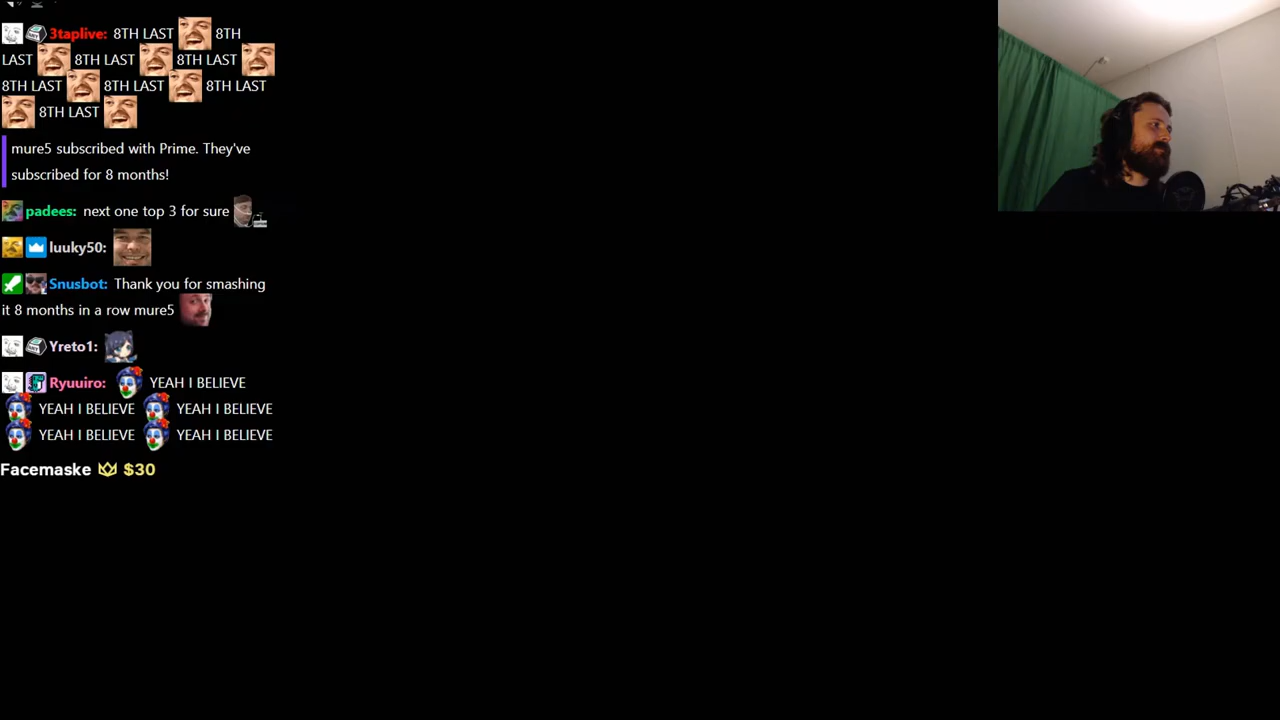 3taplive: 8TH LAST 8TH
LAST 8TH LAST 8TH LAST
8TH LAST 8TH LAST 8TH LAST
8TH LAST
mure5 subscribed with Prime. They've
subscribed for 8 months!
padees: next one top 3 for sure
luuky50:
Snusbot: Thank you for smashing
it 8 months in a row mure5
Yreto1:
Ryuuiro: YEAH I BELIEVE
YEAH I BELIEVE YEAH I BELIEVE
YEAH I BELIEVE YEAH I BELIEVE
Facemaske $30